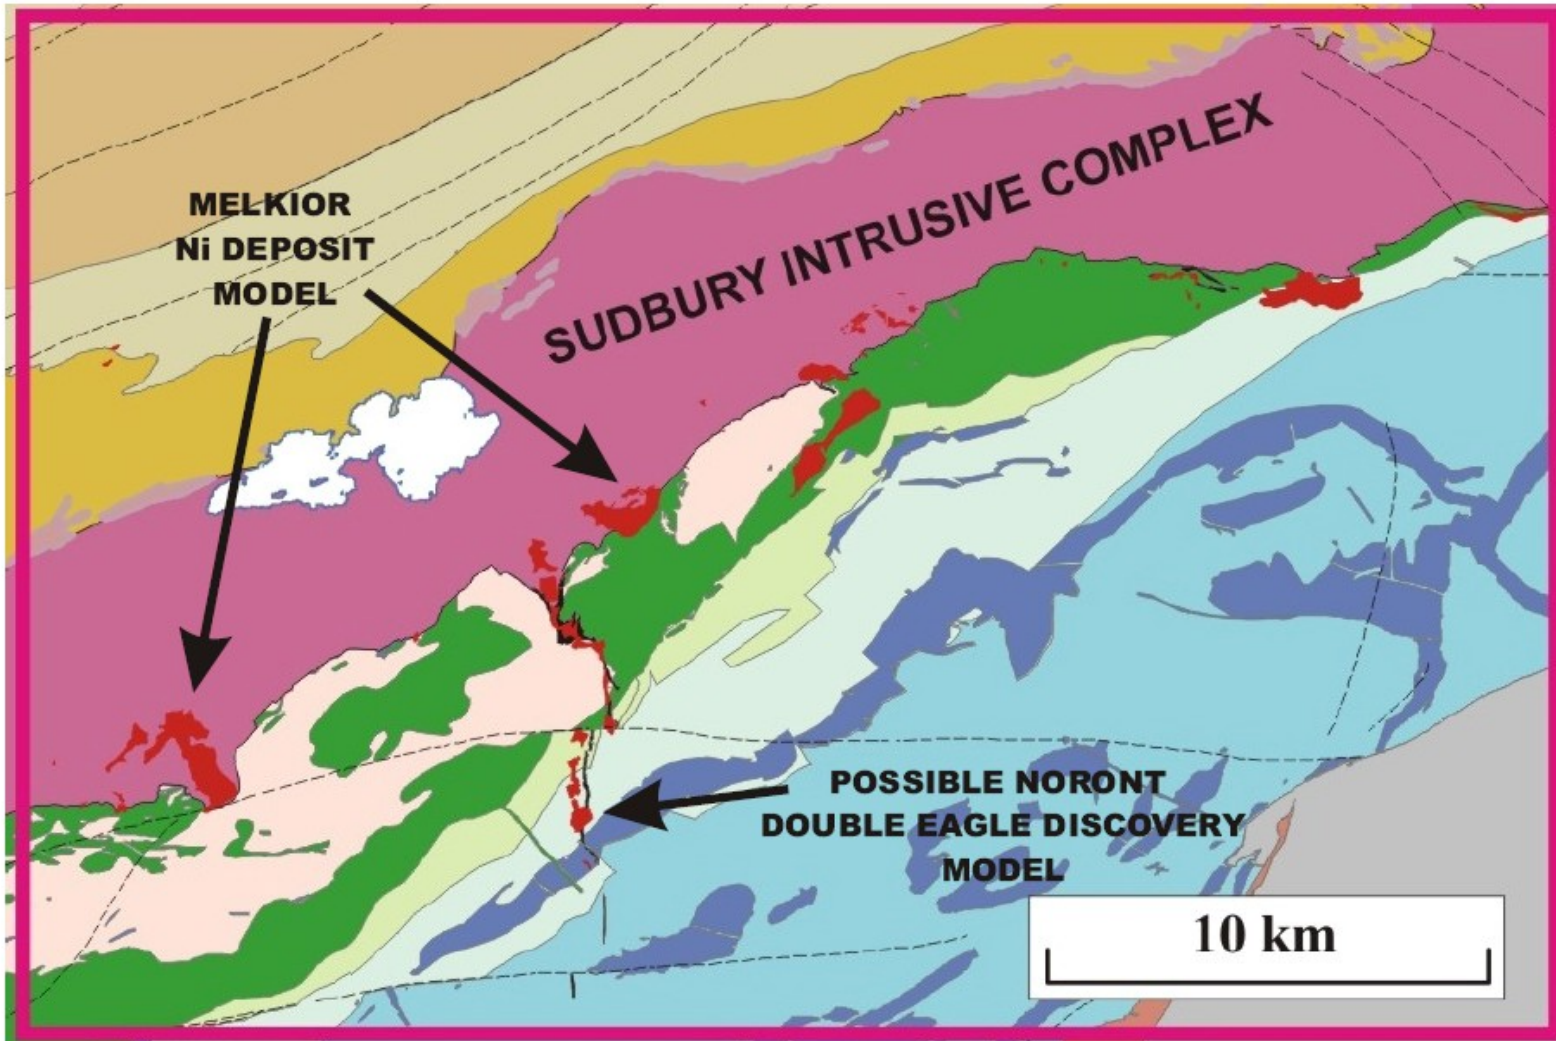 MELKIOR
Ni DEPOSIT
MODEL
SUDBURY INTRUSIVE COMPLEX
POSSIBLE NORONT
DOUBLE EAGLE DISCOVERY
MODEL
10 km